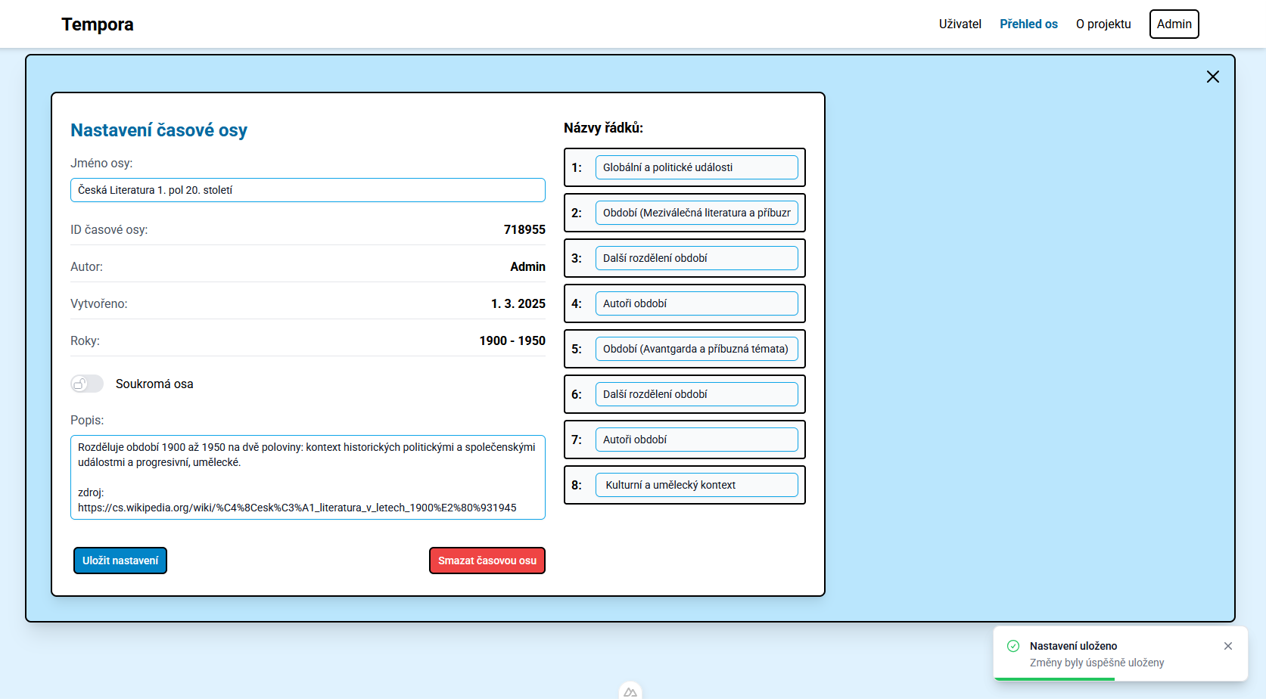 Tempora
Uživatel
Přehled os
O projektu
Admin
Nastavení časové osy
Jméno osy:
Česká Literatura 1. pol 20. století
ID časové osy:
718955
Autor:
Admin
Vytvořeno:
1. 3. 2025
Roky:
1900 - 1950
Soukromá osa
Popis:
Rozděluje období 1900 až 1950 na dvě poloviny: kontext historických politickými a společenskými
událostmi a progresivní, umělecké.
zdroj:
https://cs.wikipedia.org/wiki/%C4%8Cesk%C3%A1_literatura_v_letech_1900%E2%80%931945
Uložit nastavení
Smazat časovou osu
Názvy řádků:
1: Globální a politické události
2: Období (Meziválečná literatura a příbuzr
3: Další rozdělení období
4: Autoři období
5: Období (Avantgarda a příbuzná témata)
6: Další rozdělení období
7: Autoři období
8: Kulturní a umělecký kontext
Nastavení uloženo
Změny byly úspěšně uloženy